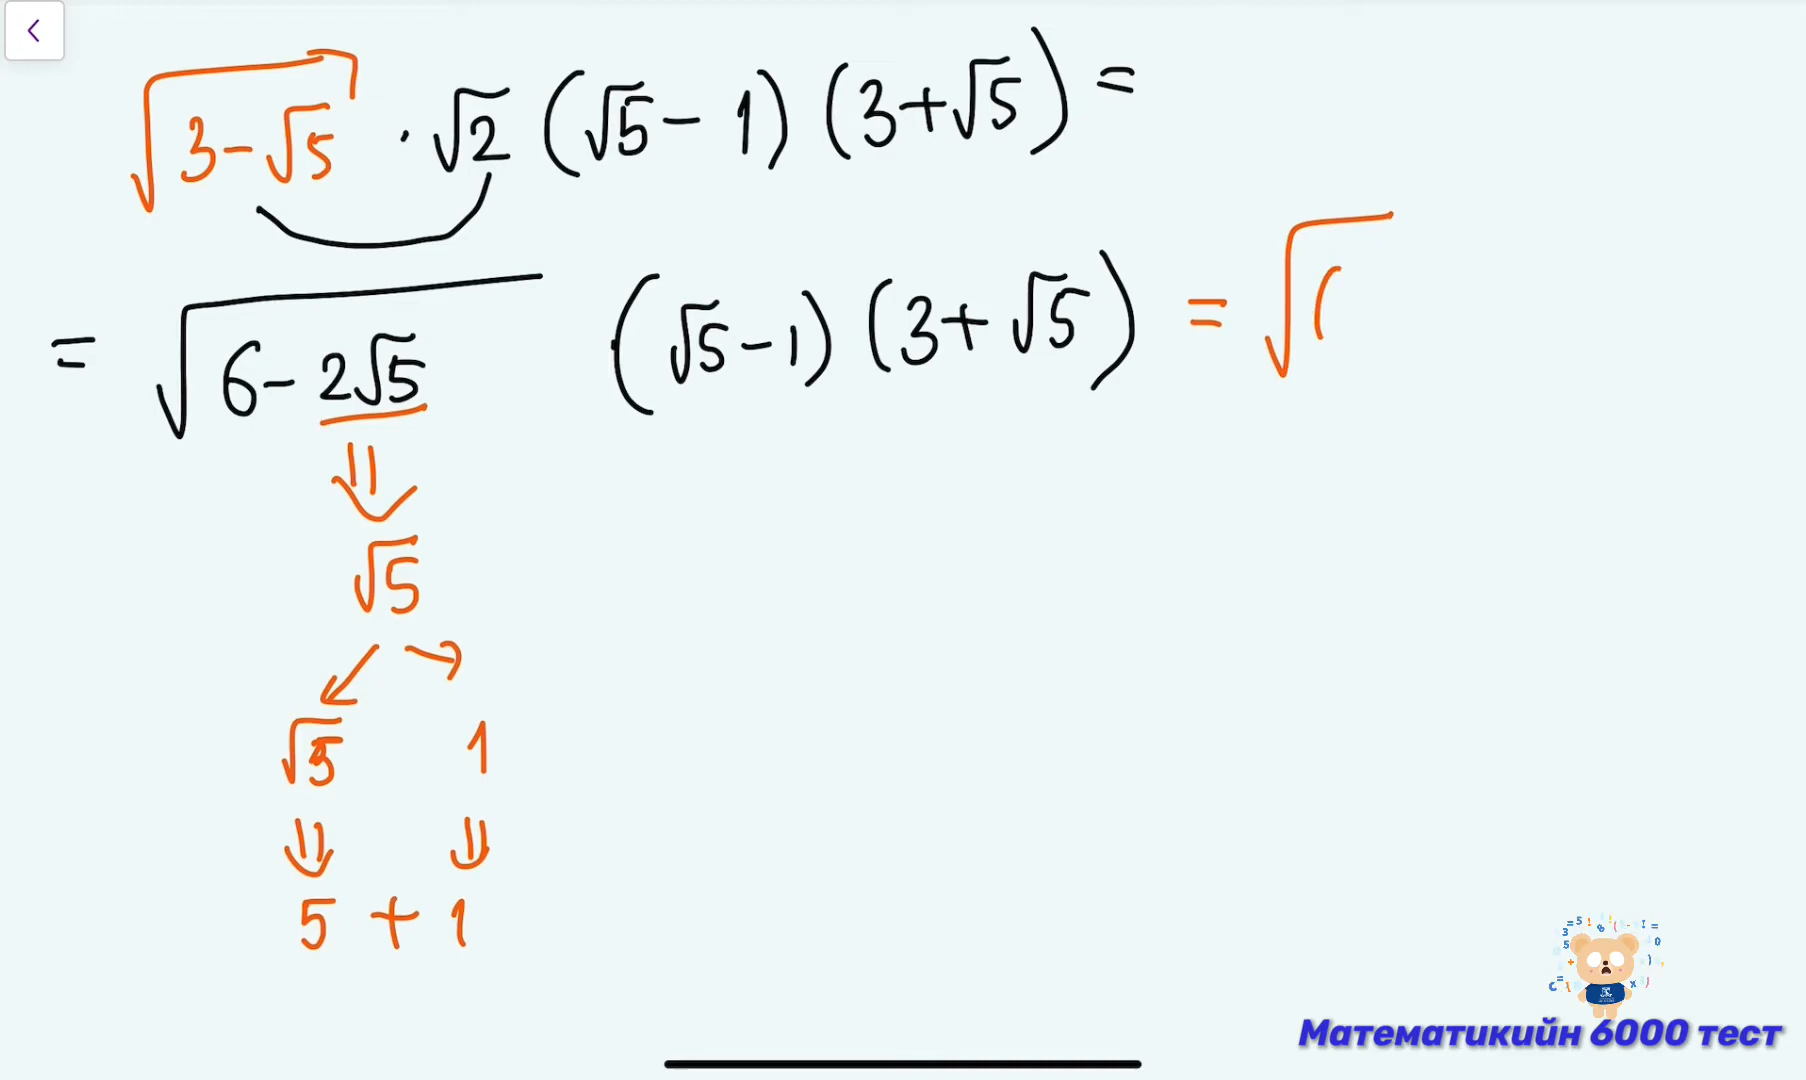 √(3-√5) · √2 (√5 - 1) (3+√5) =
= √(6- 2√5) (√5-1) (3+√5) = √(
⇓
√5
√5 1
⇓ ⇓
5 + 1
Математикийн 6000 тест